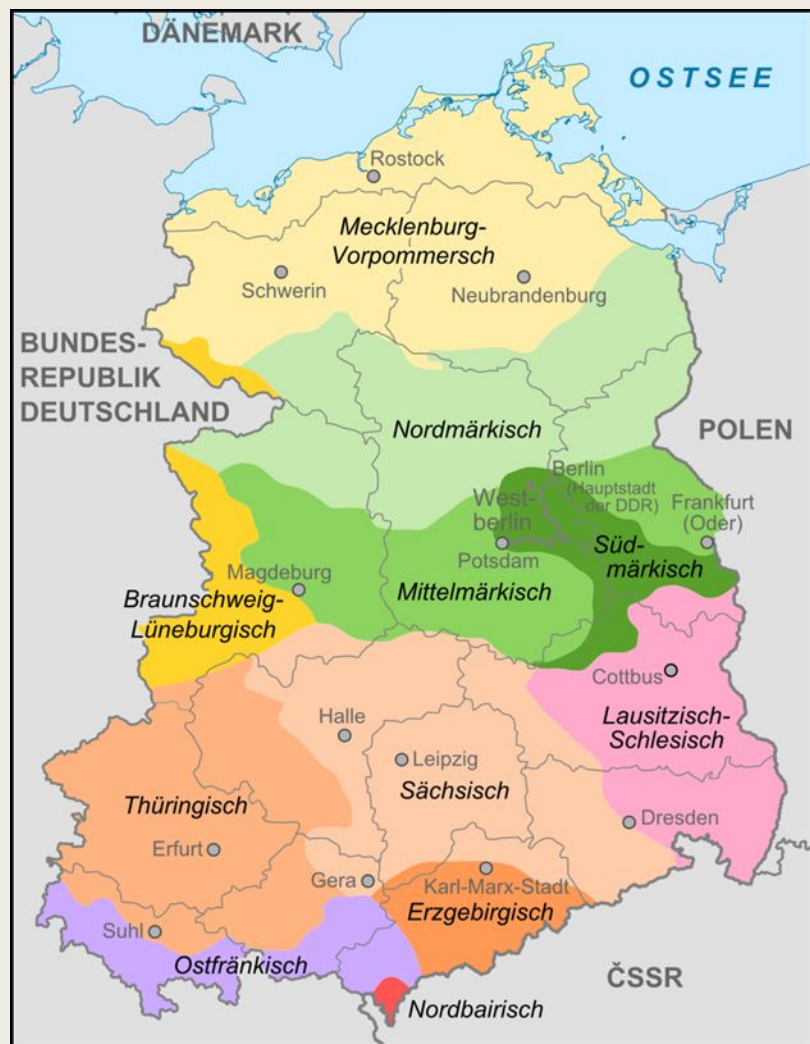 DÄNEMARK
OSTSEE
Rostock
Mecklenburg-
Vorpommersch
Schwerin
Neubrandenburg
BUNDES-
REPUBLIK
DEUTSCHLAND
POLEN
Nordmärkisch
Berlin
(Hauptstadt
der DDR)
West-
berlin
Frankfurt
(Oder)
Potsdam
Süd-
märkisch
Magdeburg
Mittelmärkisch
Braunschweig-
Lüneburgisch
Cottbus
Lausitzisch-
Schlesisch
Halle
Leipzig
Sächsisch
Thüringisch
Dresden
Erfurt
Gera
Karl-Marx-Stadt
Erzgebirgisch
Suhl
Ostfränkisch
ČSSR
Nordbairisch